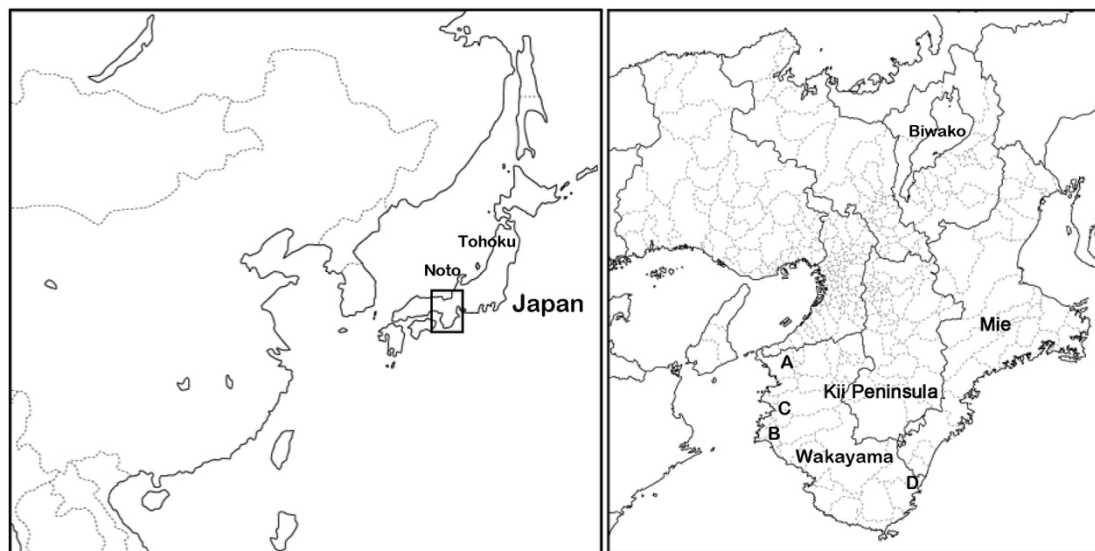 Tohoku
Noto
Japan
Biwako
Mie
A
Kii Peninsula
C
B
Wakayama
D